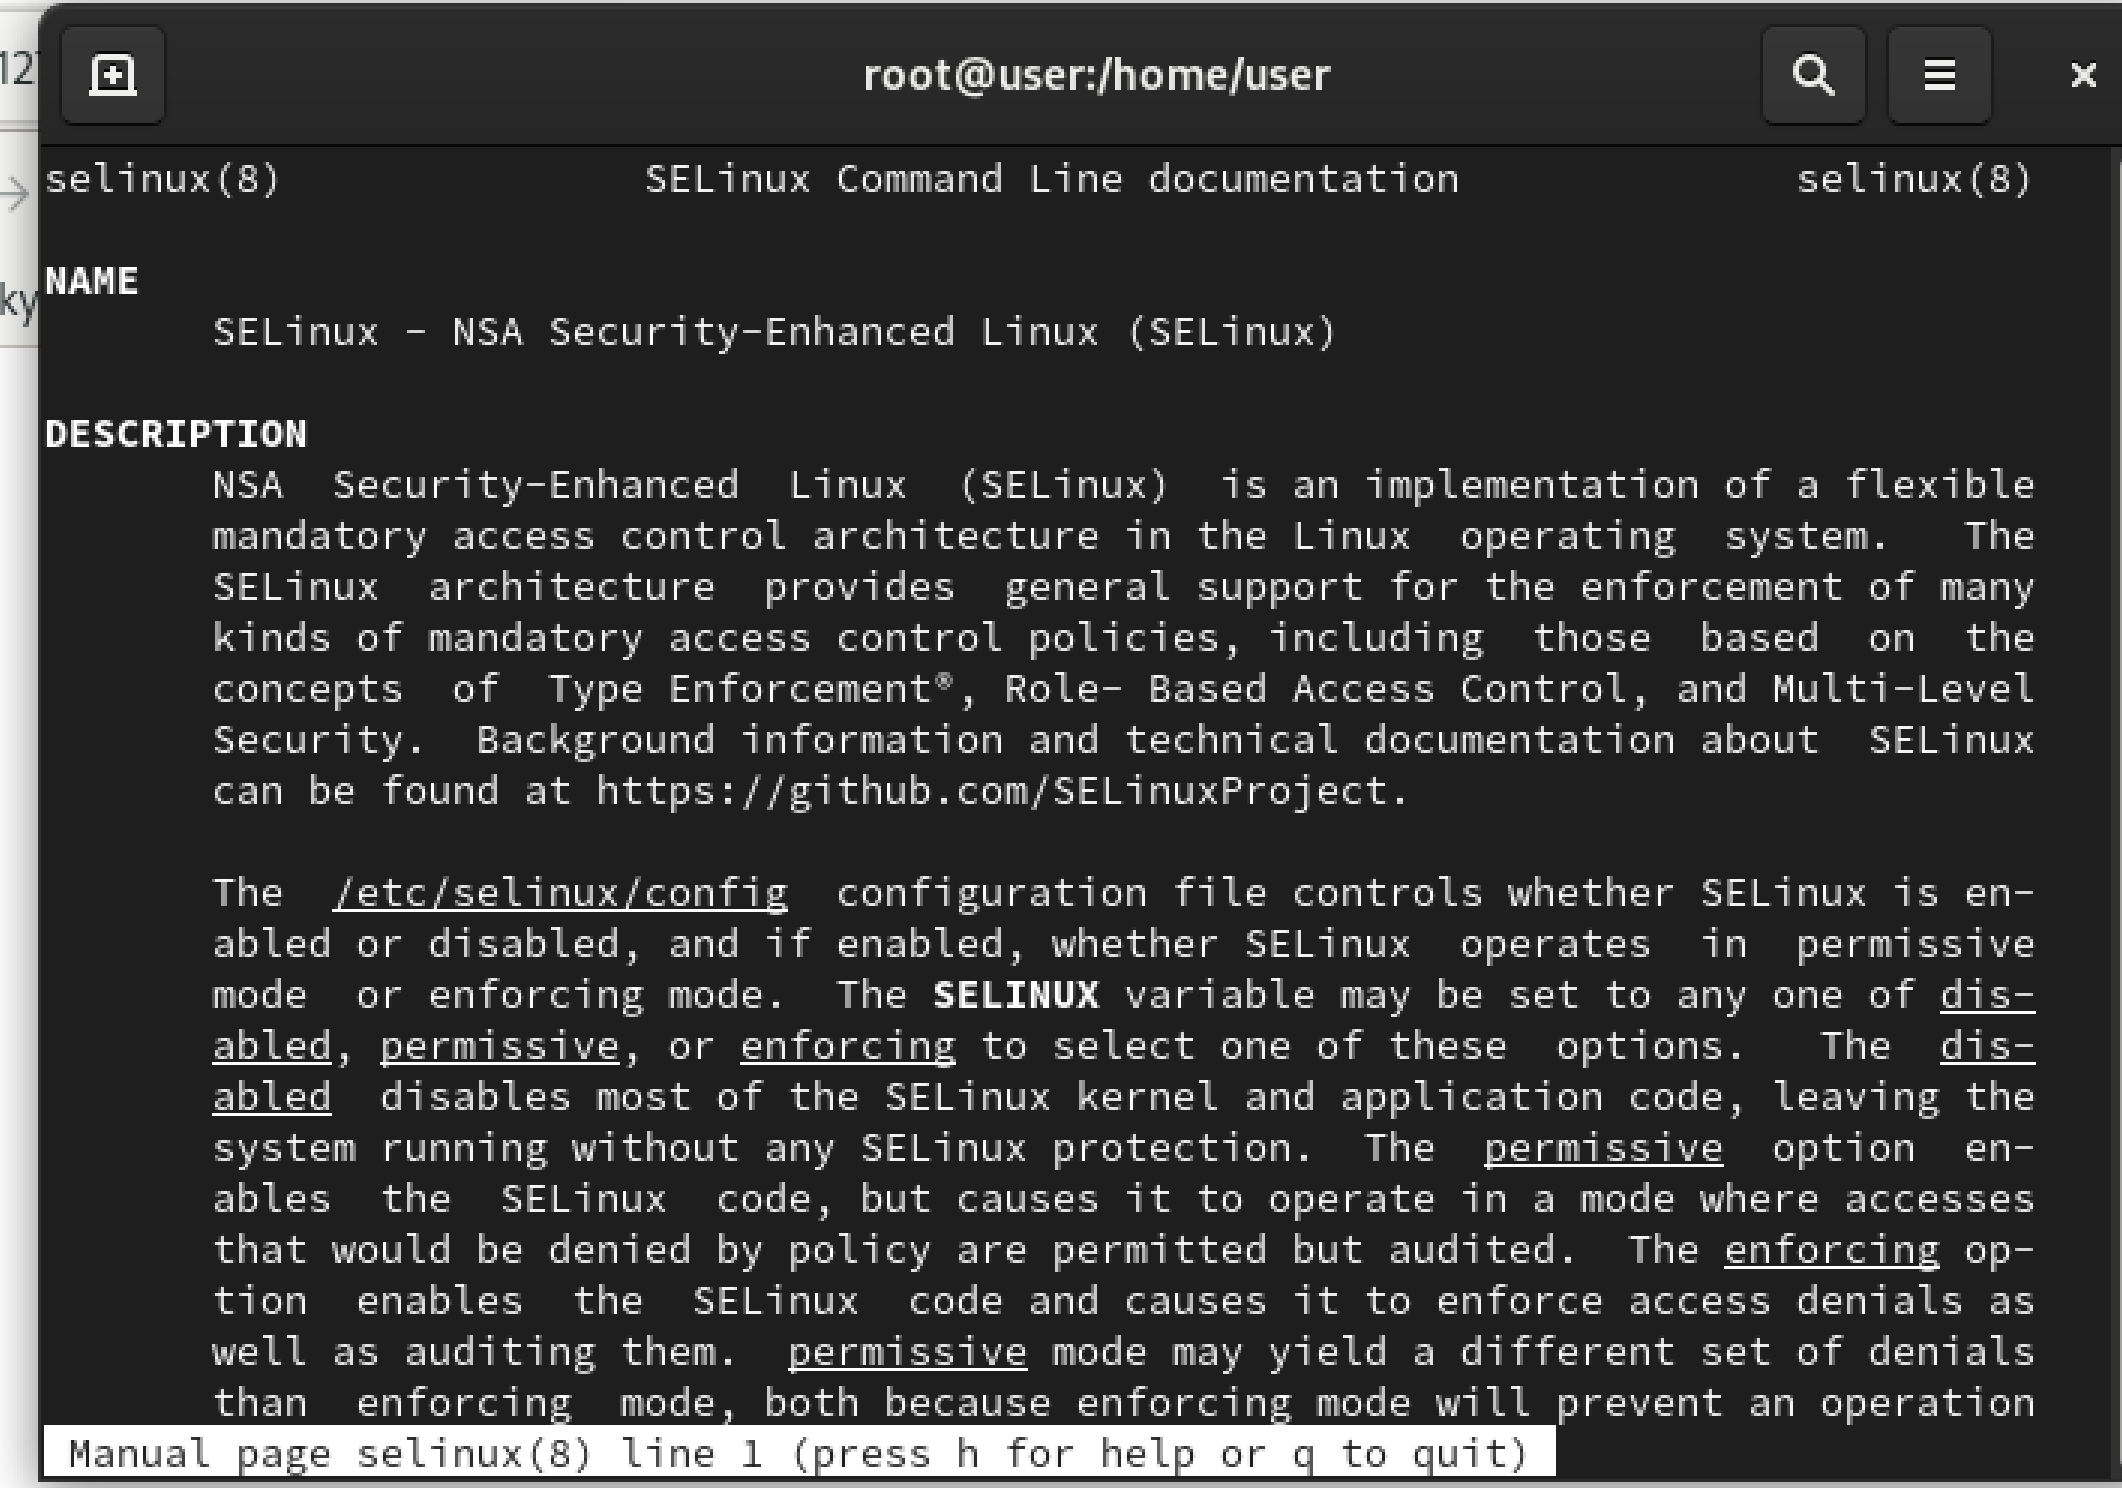 12
root@user:/home/user
ky
selinux(8) SELinux Command Line documentation selinux(8)
NAME
SELinux - NSA Security-Enhanced Linux (SELinux)
DESCRIPTION
NSA Security-Enhanced Linux (SELinux) is an implementation of a flexible
mandatory access control architecture in the Linux operating system. The
SELinux architecture provides general support for the enforcement of many
kinds of mandatory access control policies, including those based on the
concepts of Type Enforcement®, Role- Based Access Control, and Multi-Level
Security. Background information and technical documentation about SELinux
can be found at https://github.com/SELinuxProject.
The /etc/selinux/config configuration file controls whether SELinux is en-
abled or disabled, and if enabled, whether SELinux operates in permissive
mode or enforcing mode. The SELINUX variable may be set to any one of dis-
abled, permissive, or enforcing to select one of these options. The dis-
abled disables most of the SELinux kernel and application code, leaving the
system running without any SELinux protection. The permissive option en-
ables the SELinux code, but causes it to operate in a mode where accesses
that would be denied by policy are permitted but audited. The enforcing op-
tion enables the SELinux code and causes it to enforce access denials as
well as auditing them. permissive mode may yield a different set of denials
than enforcing mode, both because enforcing mode will prevent an operation
Manual page selinux(8) line 1 (press h for help or q to quit)